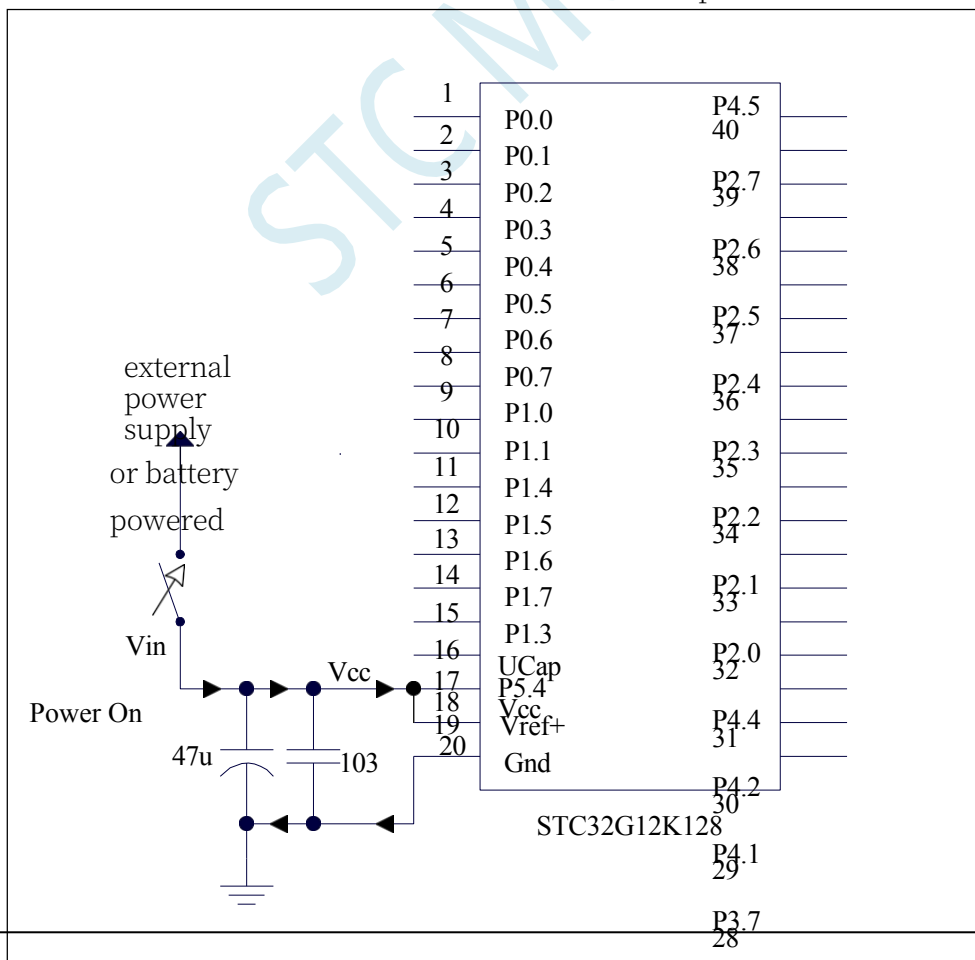 STC M
1
P0.0
2
P0.1
3
P0.2
4
P0.3
5
P0.4
6
P0.5
7
P0.6
8
P0.7
9
P1.0
10
P1.1
11
P1.4
12
P1.5
13
P1.6
14
P1.7
15
P1.3
16
UCap
17
P5.4
18
Vcc
19
Vref+
20
Gnd
P4.5
40
P2.7
39
P2.6
38
P2.5
37
P2.4
36
P2.3
35
P2.2
34
P2.1
33
P2.0
32
P4.4
31
P4.2
30
P4.1
29
P3.7
28
external
power
supply
or battery
powered
Vin
Vcc
Power On
47u
103
STC32G12K128